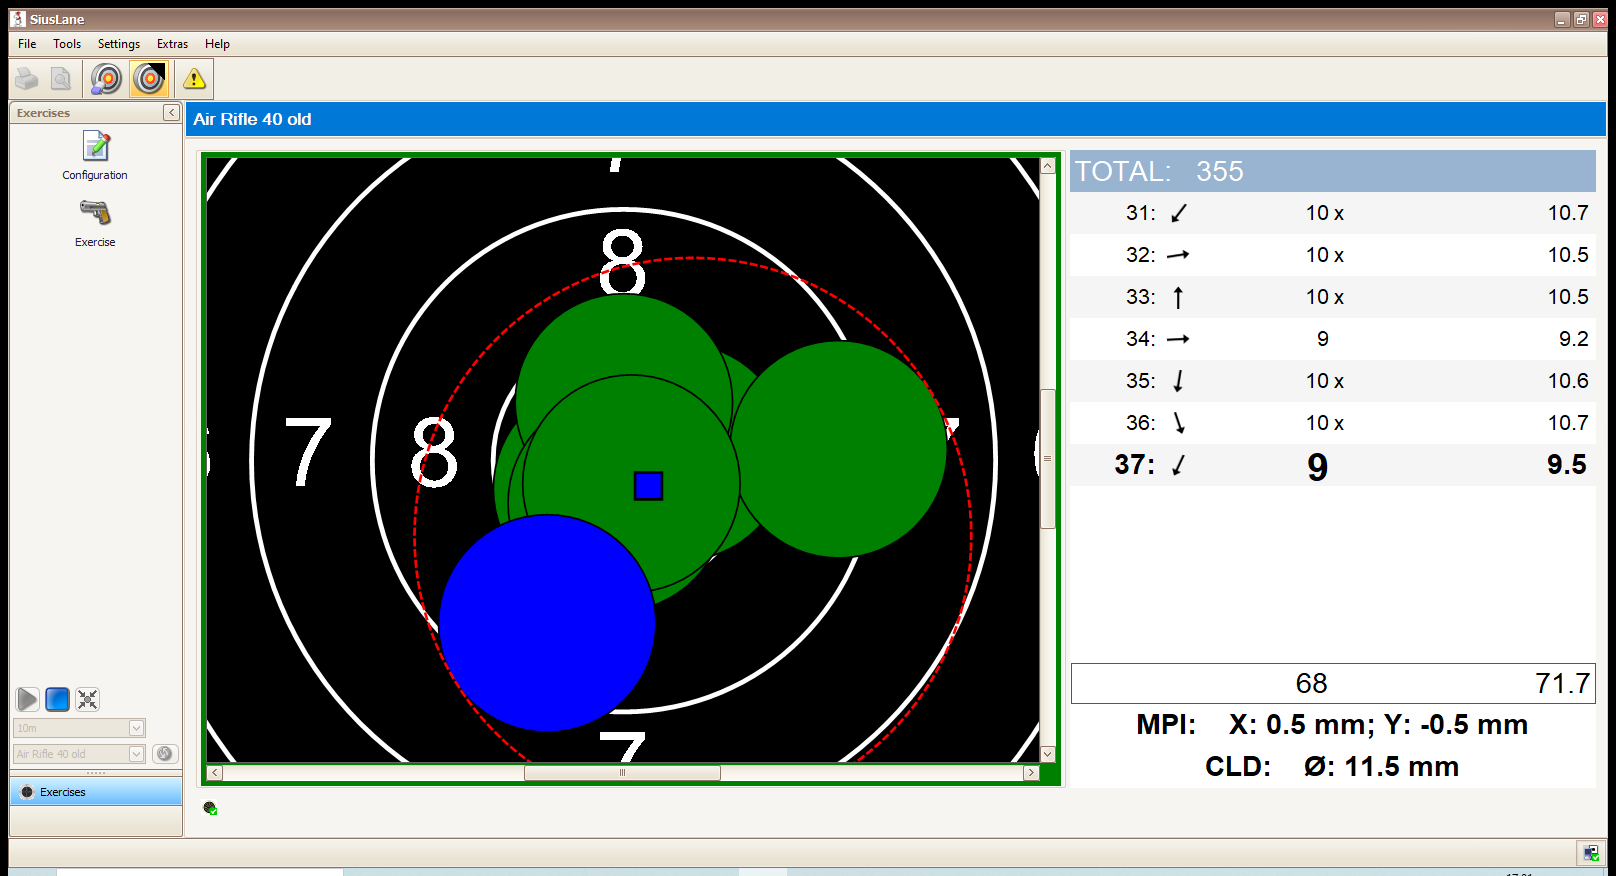 SiusLane
File Tools Settings Extras Help
Exercises
Configuration
Exercise
10m
Air Rifle 40 old
Exercises
Air Rifle 40 old
7
8
7 8
7
TOTAL: 355
31: 10 x 10.7
32: 10 x 10.5
33: 10 x 10.5
34: 9 9.2
35: 10 x 10.6
36: 10 x 10.7
37: 9 9.5
68 71.7
MPI: X: 0.5 mm; Y: -0.5 mm
CLD: Ø: 11.5 mm